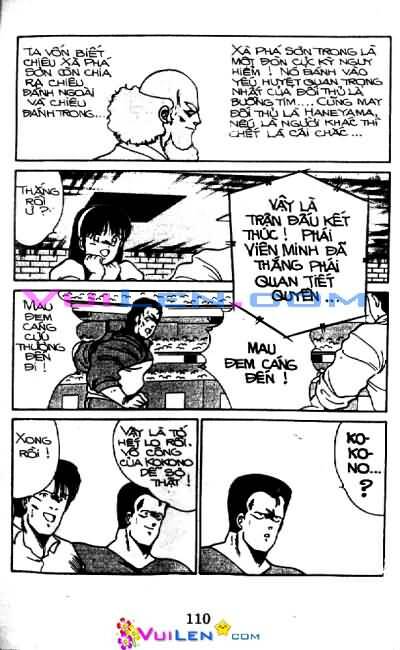 TA VỐN BIẾT
CHIÊU XÀ PHÁ
SƠN CÒN CHIA
RA CHIÊU
ĐÁNH NGOÀI
VÀ CHIÊU
ĐÁNH TRONG...
XÀ PHÁ SƠN TRONG LÀ
MỘT ĐÒN CỰC KỲ NGUY
HIỂM ! NÓ ĐÁNH VÀO
YẾU HUYỆT QUAN TRỌNG
NHẤT CỦA ĐỐI THỦ LÀ
BUỒNG TIM.... CŨNG MAY
ĐỐI THỦ LÀ HANEYAMA,
NẾU LÀ NGƯỜI KHÁC THÌ
CHẾT LÀ CÁI CHẮC...
THẮNG
RỒI
Ư ?
VẬY LÀ
TRẬN ĐẤU KẾT
THÚC ! PHÁI
VIÊN MINH ĐÃ
THẮNG PHÁI
QUAN TIẾT
QUYỀN...
VUILEN.COM
MAU
ĐEM
CÁNG
CỨU
THƯƠNG
ĐẾN
ĐI !
MAU
ĐEM CÁNG
ĐẾN !
XONG
RỒI !
VẬY LÀ TỚ
HẾT LO RỒI.
VÕ CÔNG
CỦA KOKONO
DỄ SỢ
THẬT !
KO-
KO-
NO...
?
110
VUILEN.COM